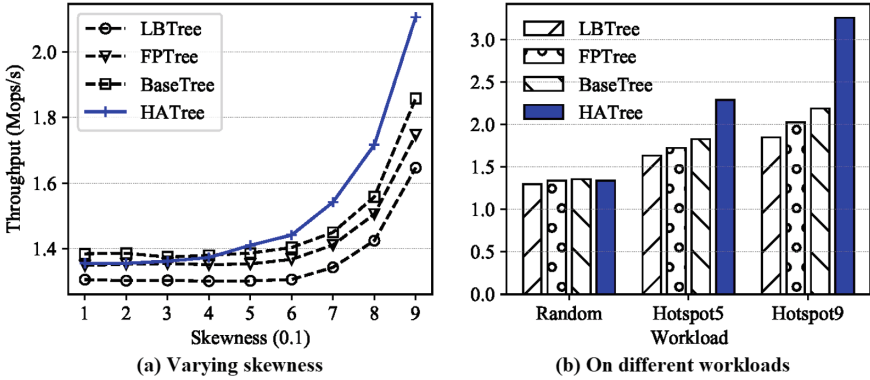 LBTree
FPTree
BaseTree
HATree
2.0
1.8
1.6
1.4
Throughput (Mops/s)
1 2 3 4 5 6 7 8 9
Skewness (0.1)
(a) Varying skewness
LBTree
FPTree
BaseTree
HATree
3.0
2.5
2.0
1.5
1.0
0.5
0.0
Random Hotspot5 Hotspot9
Workload
(b) On different workloads